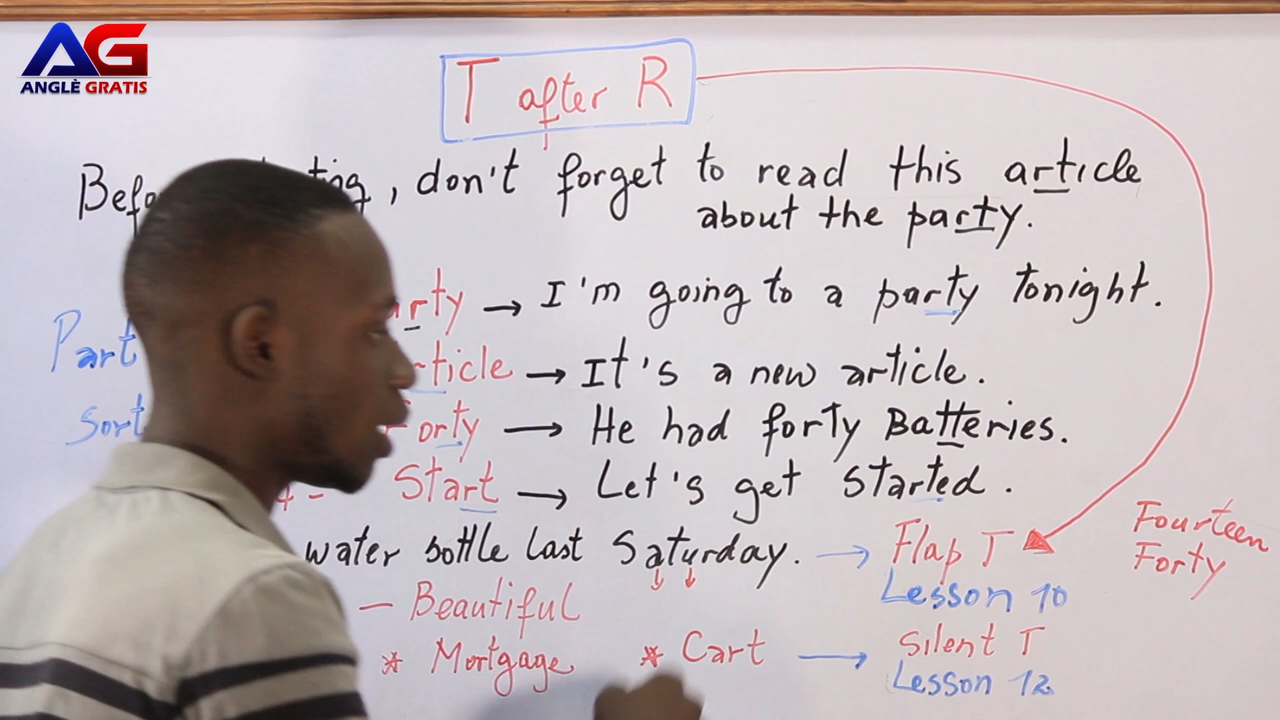 AG
ANGLÈ GRATIS
T after R
, don't forget to read this article
about the party.
→ I'm going to a party tonight.
Part
→ It's a new article.
Sort
→ He had forty Batteries.
Start → Let's get started.
water bottle last Saturday. → Flap T
Fourteen
Forty
Lesson 10
– Beautiful
* Mortgage * Cart → Silent T
Lesson 12